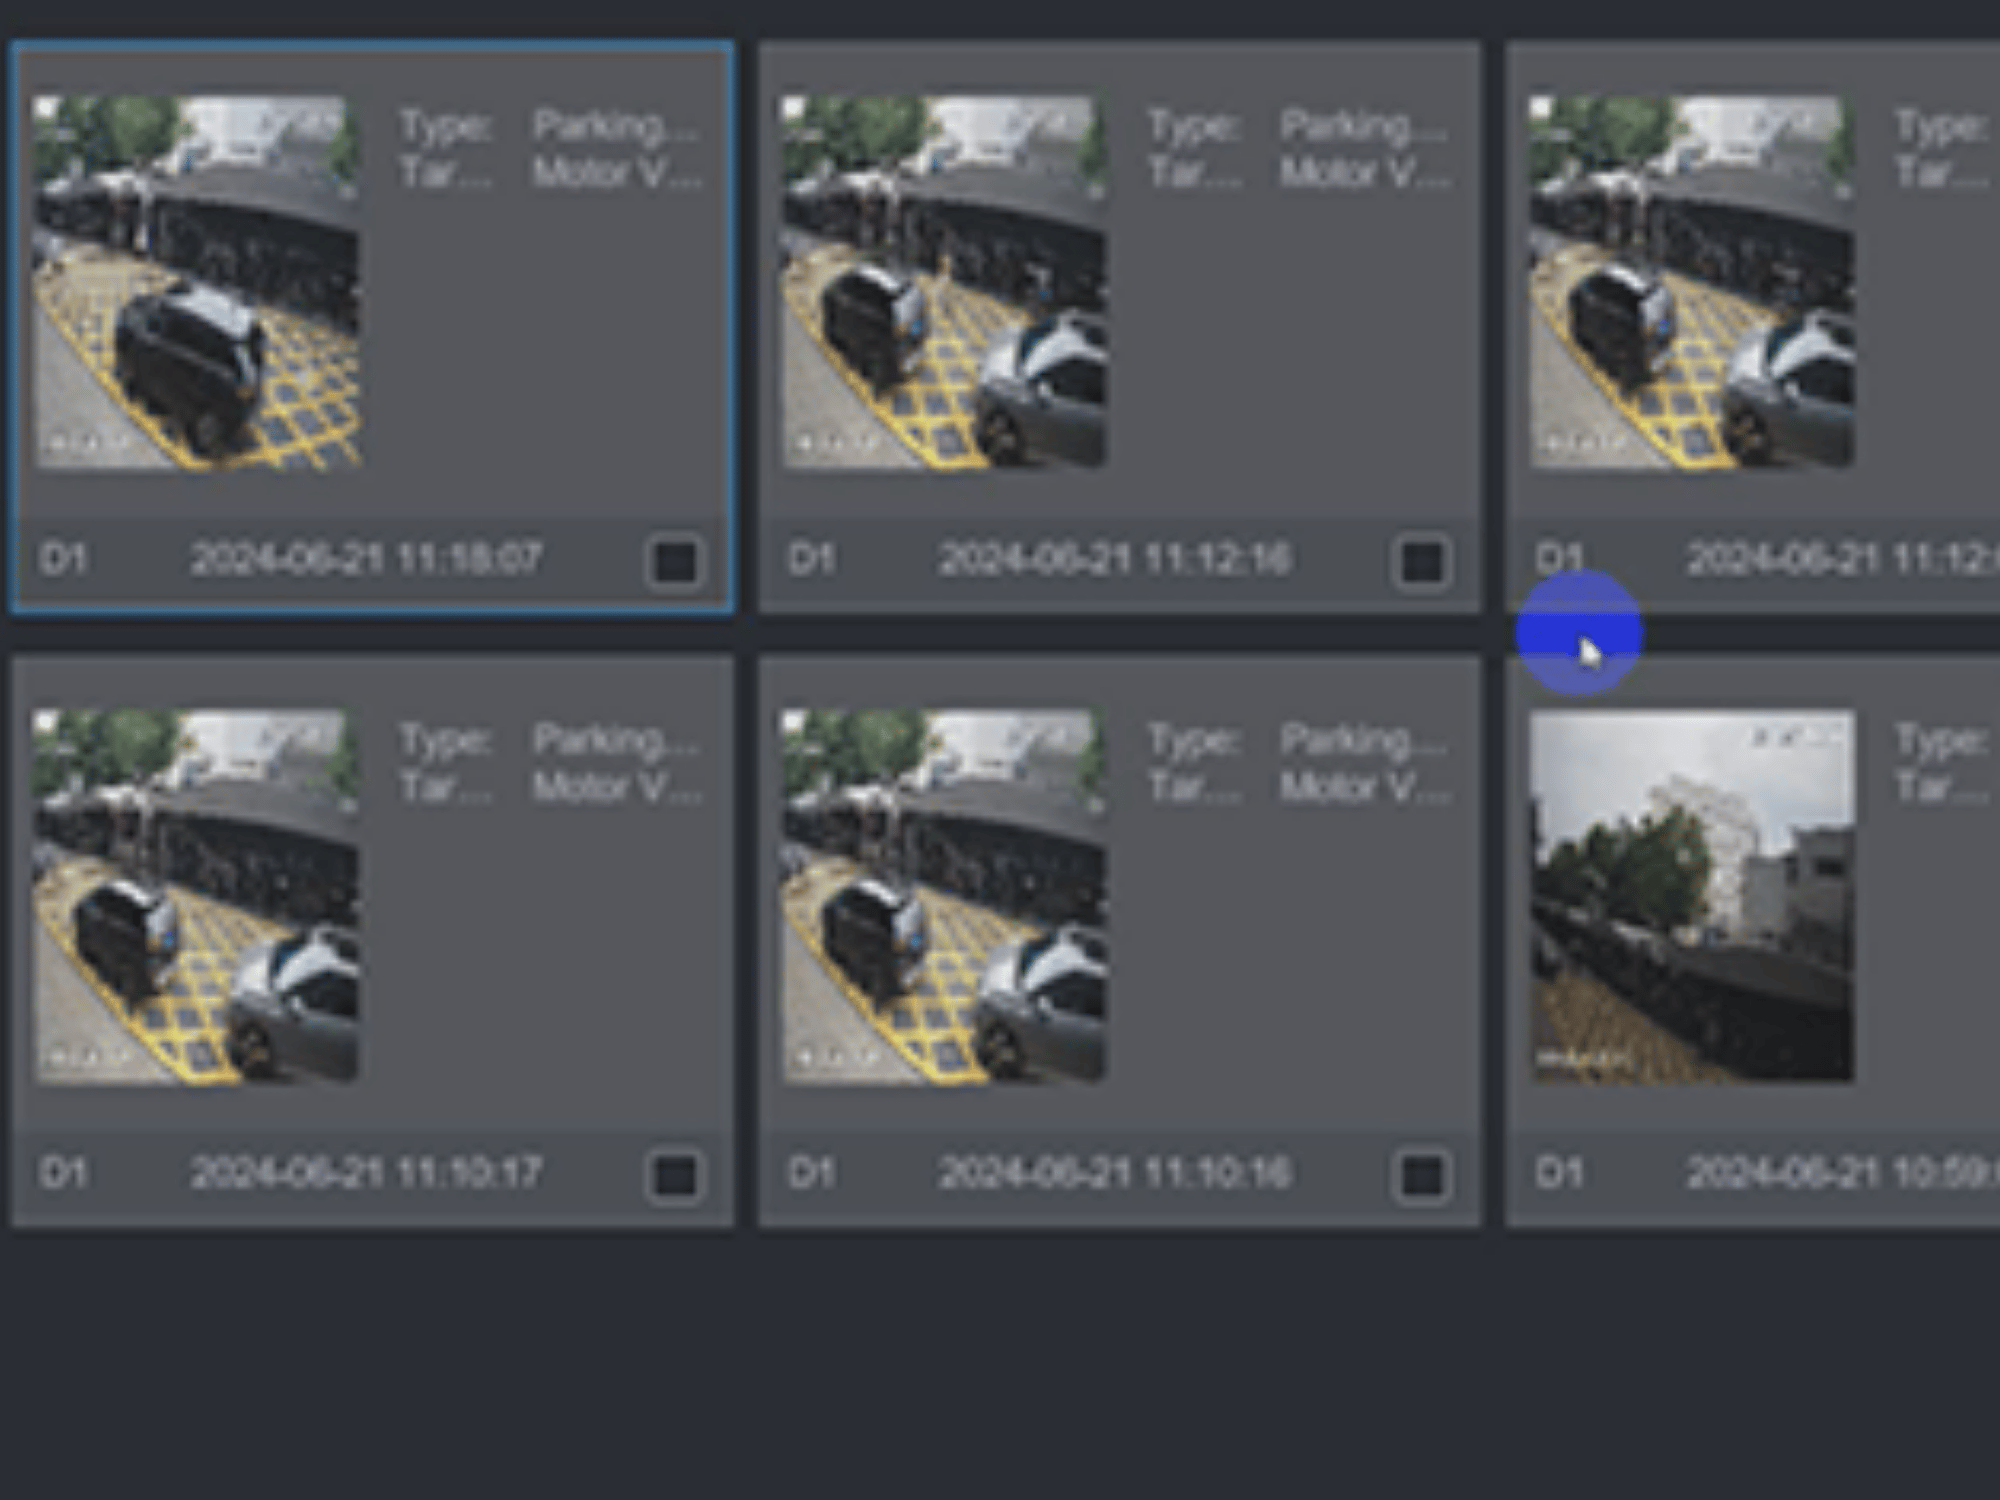 Type: Parking...
Tar... Motor V...
D1 2024-06-21 11:18:07
Type: Parking...
Tar... Motor V...
D1 2024-06-21 11:12:16
Type:
Tar...
D1 2024-06-21 11:12:
Type: Parking...
Tar... Motor V...
D1 2024-06-21 11:10:17
Type: Parking...
Tar... Motor V...
D1 2024-06-21 11:10:16
Type:
Tar...
D1 2024-06-21 10:59: